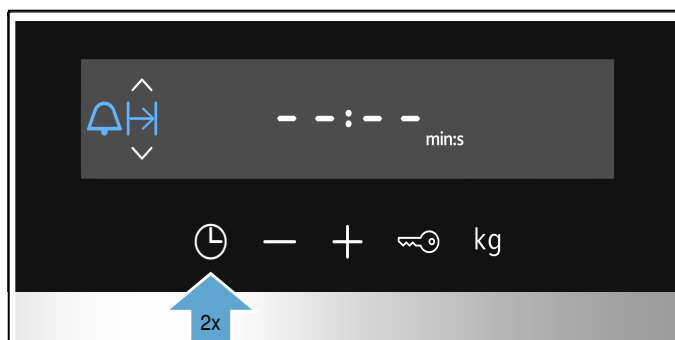 – –:– –
min:s
kg
2x